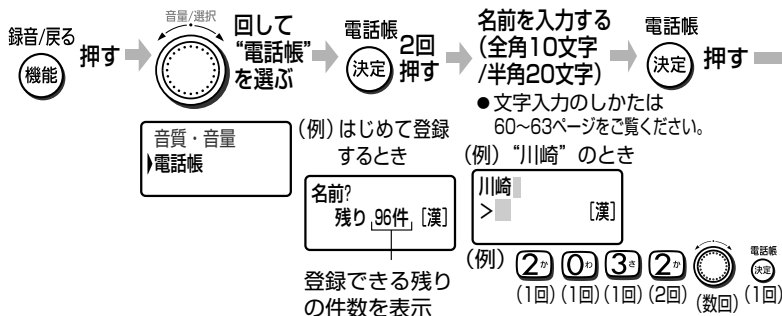 録音/戻る
機能
押す
音量/選択
回して
“電話帳”
を選ぶ
電話帳
決定
2回
押す
名前を入力する
(全角10文字
/半角20文字)
●文字入力のしかたは
60~63ページをご覧ください。
電話帳
決定
押す
音質・音量
電話帳
(例)はじめて登録
するとき
名前?
残り 96件 [漢]
登録できる残り
の件数を表示
(例)“川崎”のとき
川崎
> [漢]
(例) 2か 0わ 3さ 2か 電話帳 決定
(1回) (1回) (1回) (2回) (数回) (1回)